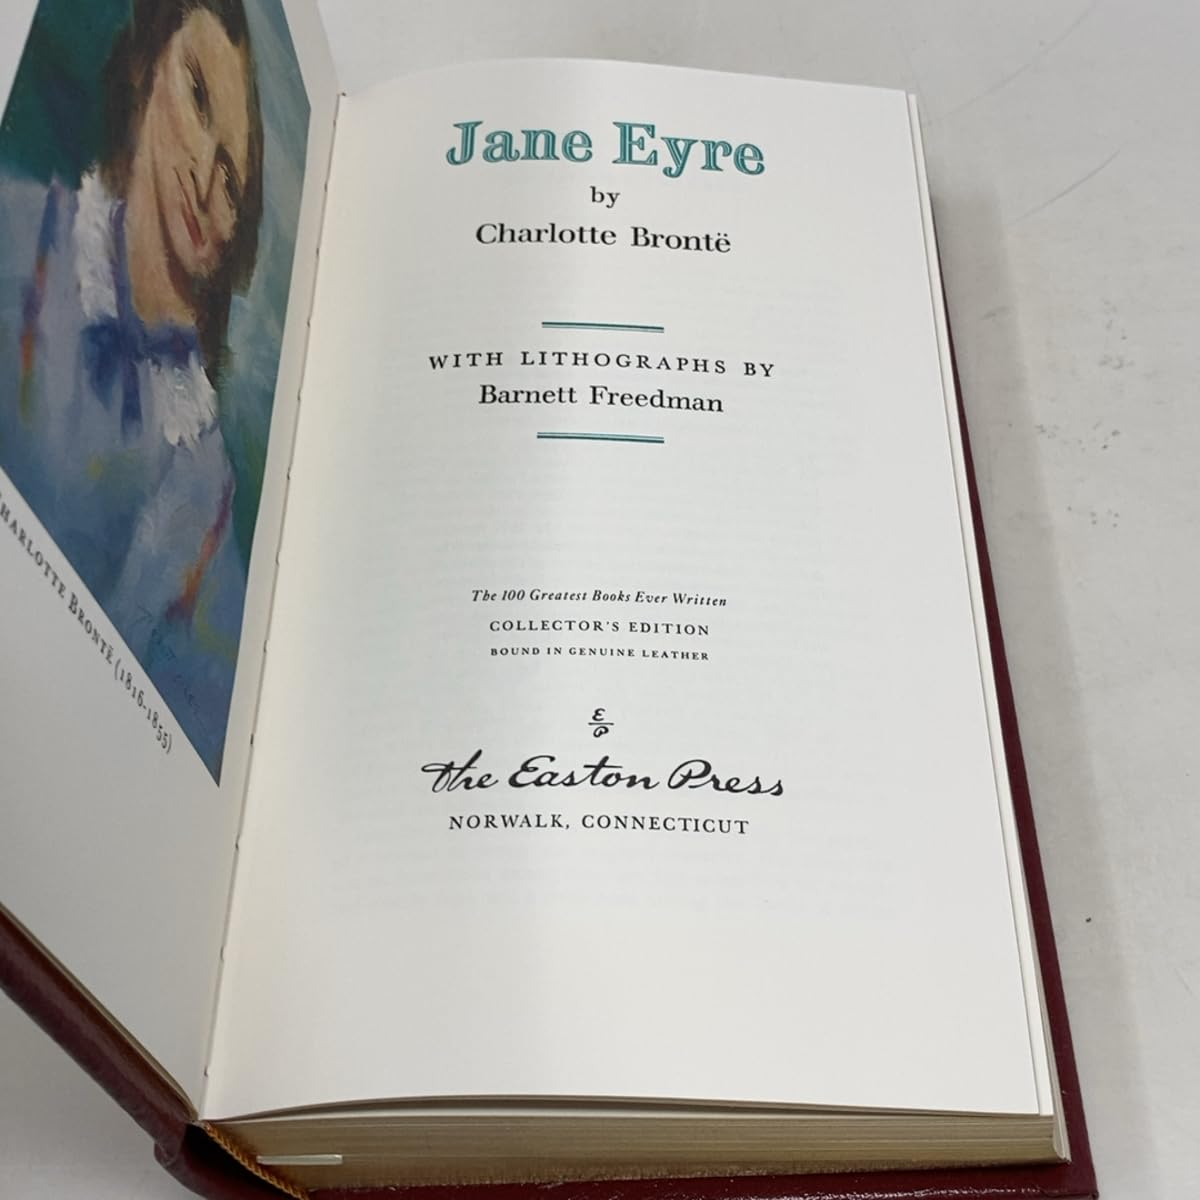 CHARLOTTE BRONTË (1816-1855)
Jane Eyre
by
Charlotte Brontë
WITH LITHOGRAPHS BY
Barnett Freedman
The 100 Greatest Books Ever Written
COLLECTOR'S EDITION
BOUND IN GENUINE LEATHER
E
P
The Easton Press
NORWALK, CONNECTICUT